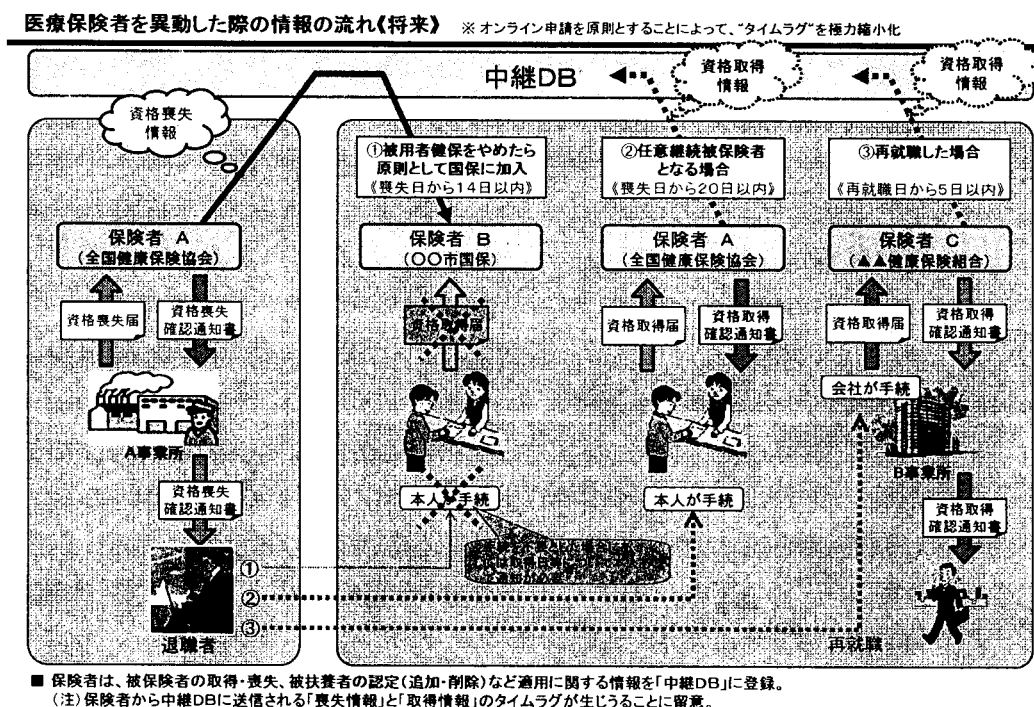 医療保険者を異動した際の情報の流れ《将来》 ※ オンライン申請を原則とすることによって、“タイムラグ”を極力縮小化
中継DB
資格取得
情報
資格取得
情報
資格喪失
情報
①被用者健保をやめたら
原則として国保に加入
《喪失日から14日以内》
②任意継続被保険者
となる場合
《喪失日から20日以内》
③再就職した場合
《再就職日から5日以内》
保険者 A
(全国健康保険協会)
保険者 B
(○○市国保)
保険者 A
(全国健康保険協会)
保険者 C
(▲▲健康保険組合)
資格喪失届
資格喪失
確認通知書
資格取得届
資格取得届
資格取得
確認通知書
資格取得届
資格取得
確認通知書
会社が手続
A事業所
B事業所
資格喪失
確認通知書
本人が手続
本人が手続
資格取得
確認通知書
①
②
③
退職者
再就職
■ 保険者は、被保険者の取得・喪失、被扶養者の認定(追加・削除)など適用に関する情報を「中継DB」に登録。
(注)保険者から中継DBに送信される「喪失情報」と「取得情報」のタイムラグが生じうることに留意。